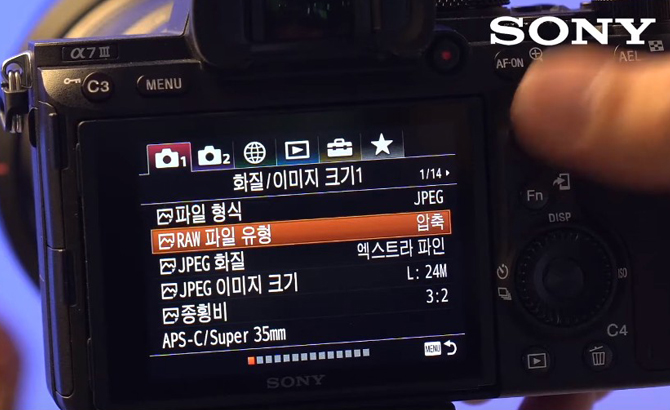 SONY
α7III
AF-ON
AEL
C3
MENU
1
2
화질/이미지 크기1
1/14
파일 형식
JPEG
RAW 파일 유형
압축
JPEG 화질
엑스트라 파인
JPEG 이미지 크기
L: 24M
종횡비
3:2
APS-C/Super 35mm
MENU
SONY
Fn
DISP
ISO
C4